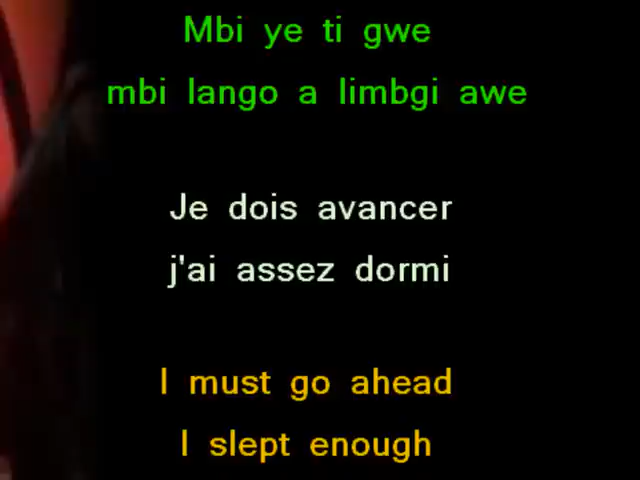 Mbi ye ti gwe
mbi lango a limbgi awe
Je dois avancer
j'ai assez dormi
I must go ahead
I slept enough